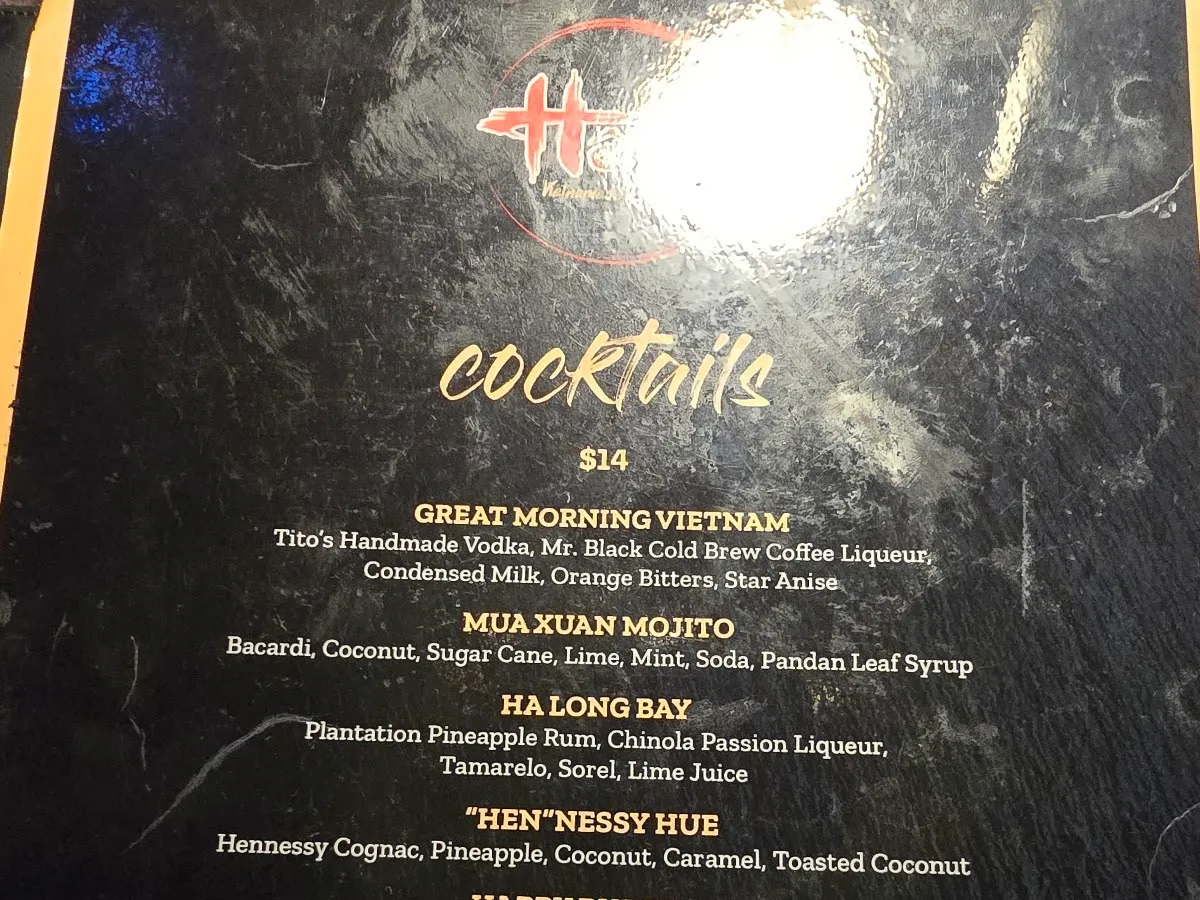 cocktails
$14
GREAT MORNING VIETNAM
Tito's Handmade Vodka, Mr. Black Cold Brew Coffee Liqueur,
Condensed Milk, Orange Bitters, Star Anise
MUA XUAN MOJITO
Bacardi, Coconut, Sugar Cane, Lime, Mint, Soda, Pandan Leaf Syrup
HA LONG BAY
Plantation Pineapple Rum, Chinola Passion Liqueur,
Tamarelo, Sorel, Lime Juice
"HEN"NESSY HUE
Hennessy Cognac, Pineapple, Coconut, Caramel, Toasted Coconut